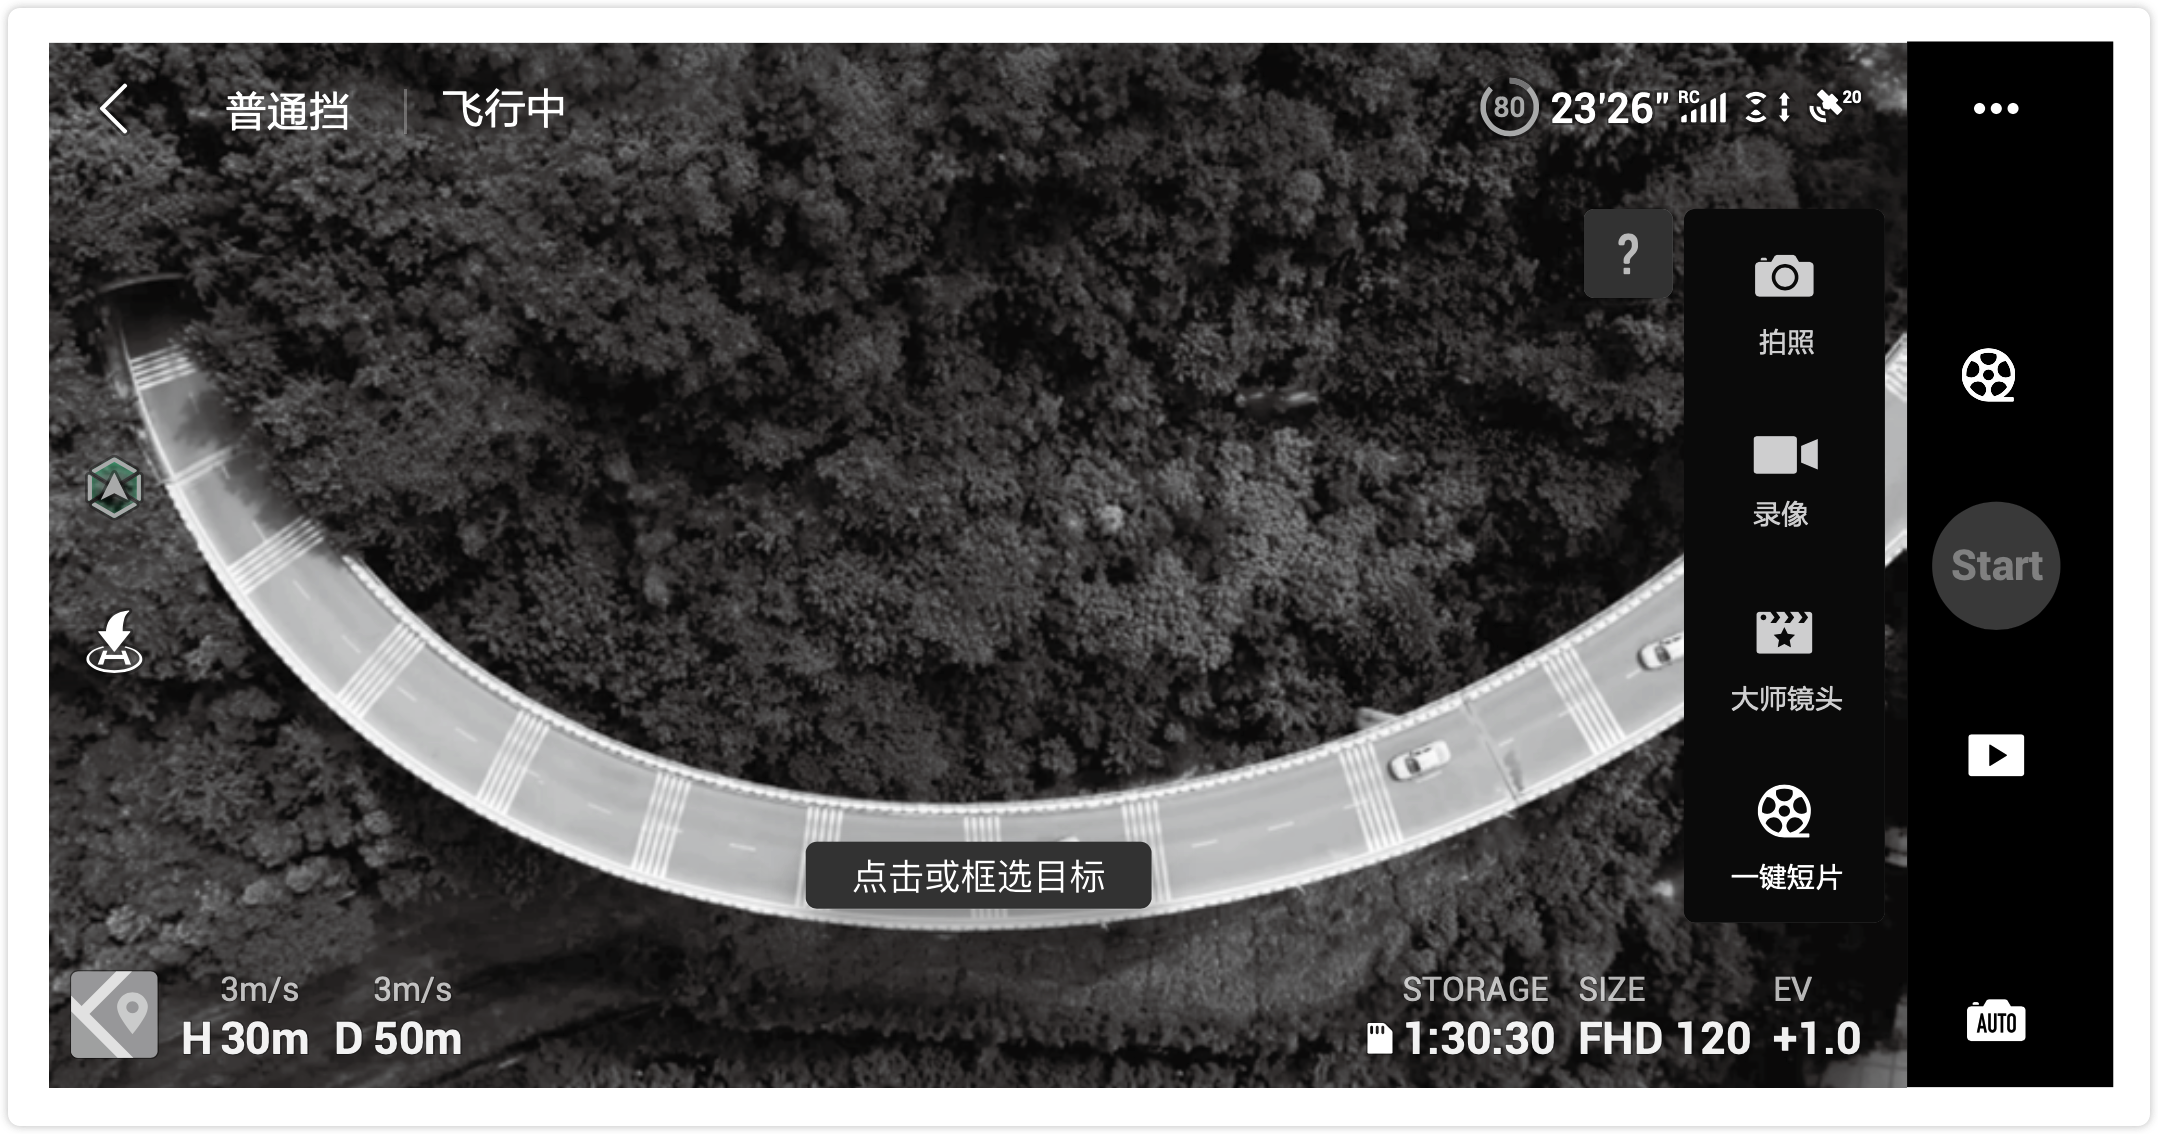 普通挡 | 飞行中
80 23'26" RC 20
?
拍照
录像
Start
大师镜头
点击或框选目标
一键短片
3m/s 3m/s
H 30m D 50m
STORAGE SIZE EV
1:30:30 FHD 120 +1.0
AUTO